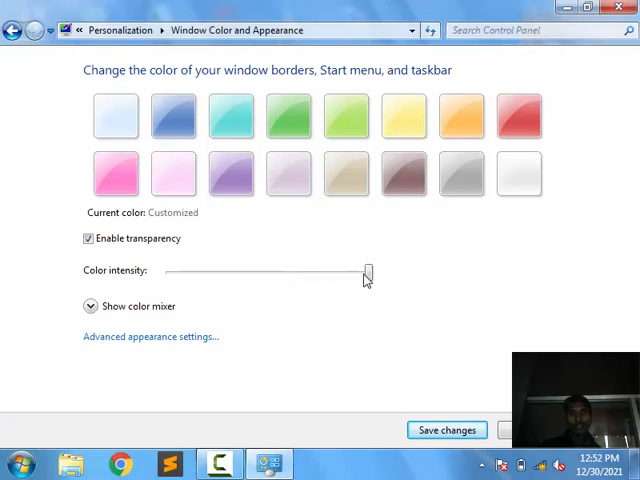 « Personalization ▸ Window Color and Appearance
Search Control Panel
Change the color of your window borders, Start menu, and taskbar
Current color: Customized
Enable transparency
Color intensity:
Show color mixer
Advanced appearance settings...
Save changes
12:52 PM
12/30/2021